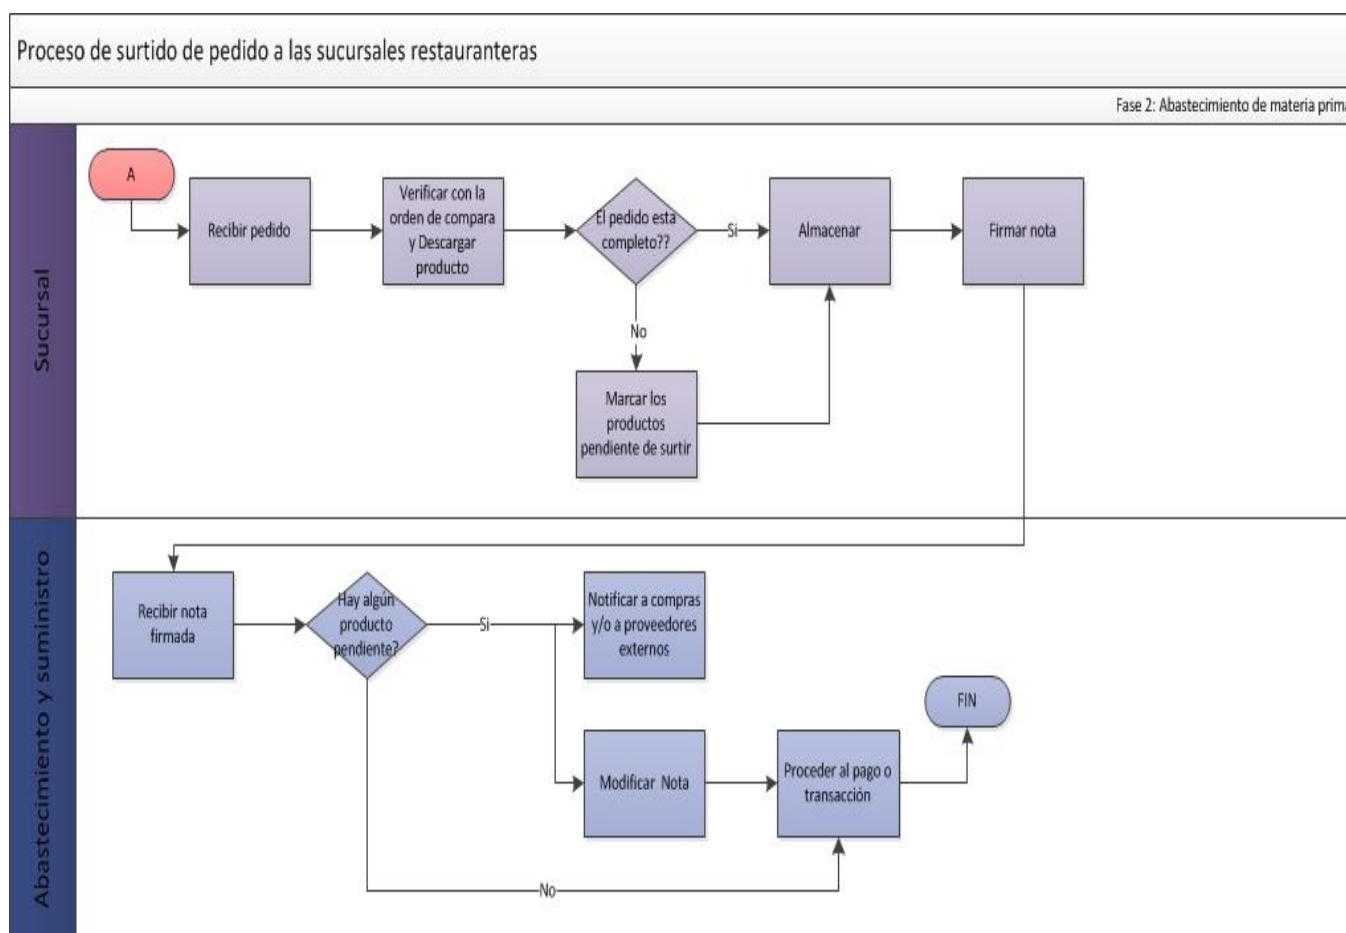 Proceso de surtido de pedido a las sucursales restauranteras
Fase 2: Abastecimiento de materia prima
Sucursal
A
Recibir pedido
Verificar con la
orden de compara
y Descargar
producto
El pedido esta
completo??
Si
Almacenar
Firmar nota
No
Marcar los
productos
pendiente de surtir
Abastecimiento y suministro
Recibir nota
firmada
Hay algún
producto
pendiente?
Si
Notificar a compras
y/o a proveedores
externos
Modificar Nota
Proceder al pago o
transacción
FIN
No